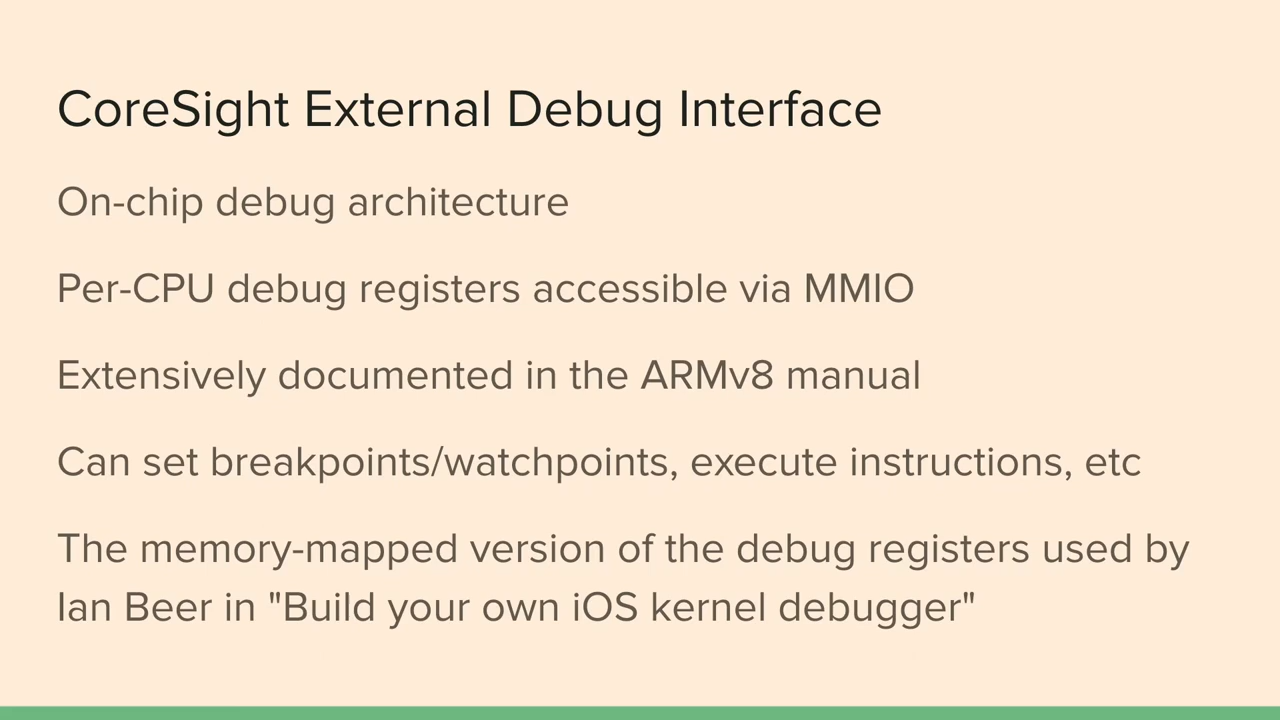 CoreSight External Debug Interface
On-chip debug architecture
Per-CPU debug registers accessible via MMIO
Extensively documented in the ARMv8 manual
Can set breakpoints/watchpoints, execute instructions, etc
The memory-mapped version of the debug registers used by
Ian Beer in "Build your own iOS kernel debugger"